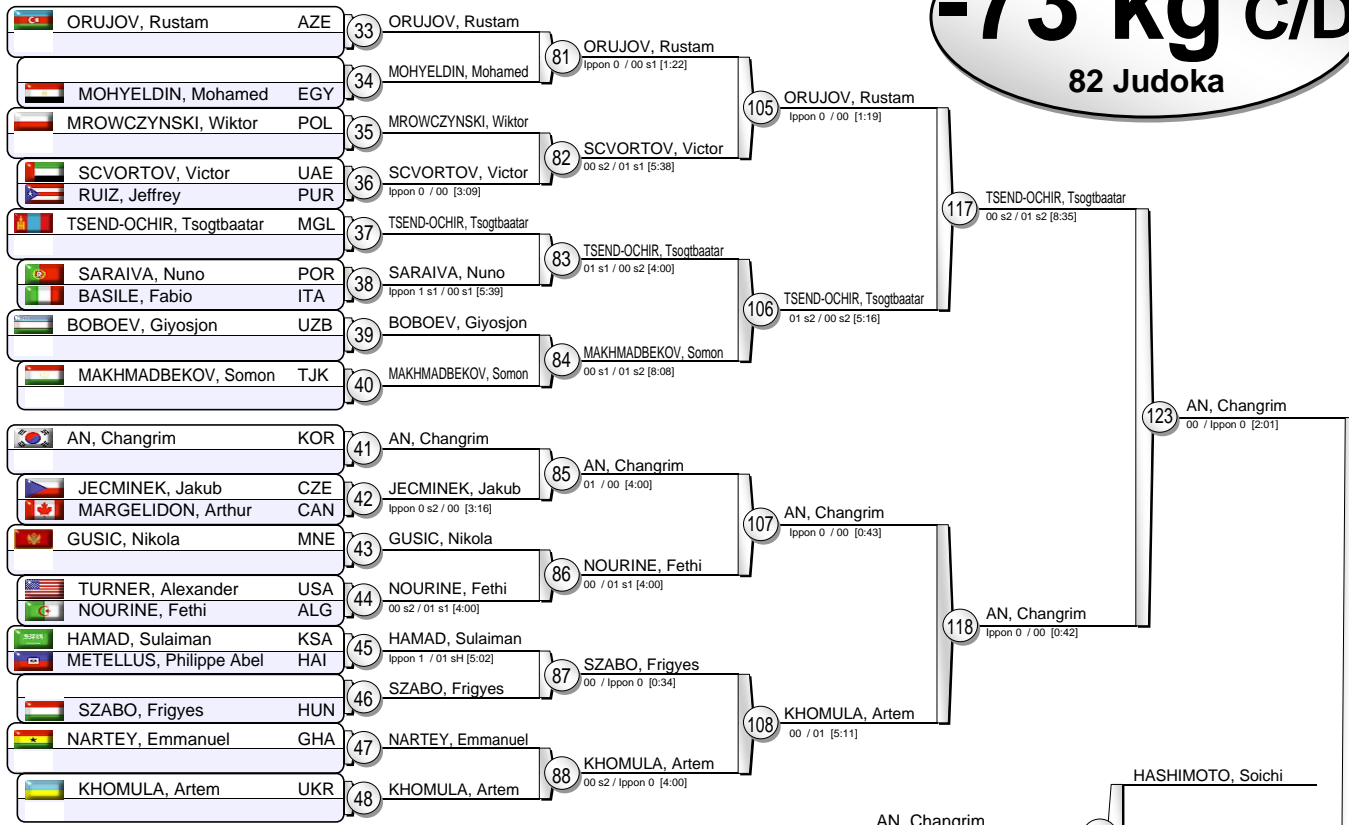 -73 kg C/D
82 Judoka
ORUJOV, Rustam AZE
MOHYELDIN, Mohamed EGY
MROWCZYNSKI, Wiktor POL
SCVORTOV, Victor UAE
RUIZ, Jeffrey PUR
TSEND-OCHIR, Tsogtbaatar MGL
SARAIVA, Nuno POR
BASILE, Fabio ITA
BOBOEV, Giyosjon UZB
MAKHMADBEKOV, Somon TJK
AN, Changrim KOR
JECMINEK, Jakub CZE
MARGELIDON, Arthur CAN
GUSIC, Nikola MNE
TURNER, Alexander USA
NOURINE, Fethi ALG
HAMAD, Sulaiman KSA
METELLUS, Philippe Abel HAI
SZABO, Frigyes HUN
NARTEY, Emmanuel GHA
KHOMULA, Artem UKR
33 ORUJOV, Rustam
34 MOHYELDIN, Mohamed
35 MROWCZYNSKI, Wiktor
36 SCVORTOV, Victor
Ippon 0 / 00 [3:09]
37 TSEND-OCHIR, Tsogtbaatar
38 SARAIVA, Nuno
Ippon 1 s1 / 00 s1 [5:39]
39 BOBOEV, Giyosjon
40 MAKHMADBEKOV, Somon
41 AN, Changrim
42 JECMINEK, Jakub
Ippon 0 s2 / 00 [3:16]
43 GUSIC, Nikola
44 NOURINE, Fethi
00 s2 / 01 s1 [4:00]
45 HAMAD, Sulaiman
Ippon 1 / 01 sH [5:02]
46 SZABO, Frigyes
47 NARTEY, Emmanuel
48 KHOMULA, Artem
81 ORUJOV, Rustam
Ippon 0 / 00 s1 [1:22]
82 SCVORTOV, Victor
00 s2 / 01 s1 [5:38]
83 TSEND-OCHIR, Tsogtbaatar
01 s1 / 00 s2 [4:00]
84 MAKHMADBEKOV, Somon
00 s1 / 01 s2 [8:08]
85 AN, Changrim
01 / 00 [4:00]
86 NOURINE, Fethi
00 / 01 s1 [4:00]
87 SZABO, Frigyes
00 / Ippon 0 [0:34]
88 KHOMULA, Artem
00 s2 / Ippon 0 [4:00]
105 ORUJOV, Rustam
Ippon 0 / 00 [1:19]
106 TSEND-OCHIR, Tsogtbaatar
01 s2 / 00 s2 [5:16]
107 AN, Changrim
Ippon 0 / 00 [0:43]
108 KHOMULA, Artem
00 / 01 [5:11]
117 TSEND-OCHIR, Tsogtbaatar
00 s2 / 01 s2 [8:35]
118 AN, Changrim
Ippon 0 / 00 [0:42]
123 AN, Changrim
00 / Ippon 0 [2:01]
HASHIMOTO, Soichi
AN, Changrim